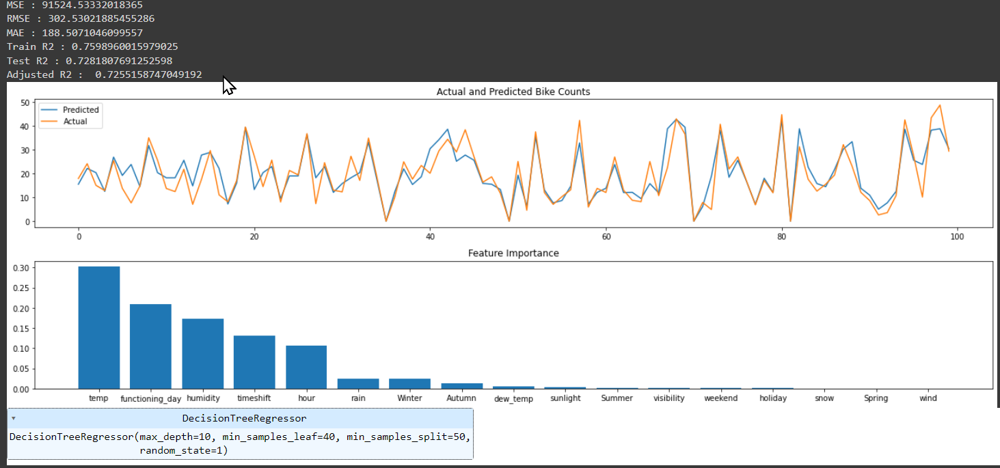 MSE : 91524.53332018365
RMSE : 302.53021885455286
MAE : 188.5071046099557
Train R2 : 0.7598960015979025
Test R2 : 0.7281807691252598
Adjusted R2 :  0.7255158747049192
Actual and Predicted Bike Counts
50
40
30
20
10
0
Predicted
Actual
0 20 40 60 80 100
Feature Importance
0.30
0.25
0.20
0.15
0.10
0.05
0.00
temp functioning_day humidity timeshift hour rain Winter Autumn dew_temp sunlight Summer visibility weekend holiday snow Spring wind
▾ DecisionTreeRegressor
DecisionTreeRegressor(max_depth=10, min_samples_leaf=40, min_samples_split=50,
random_state=1)